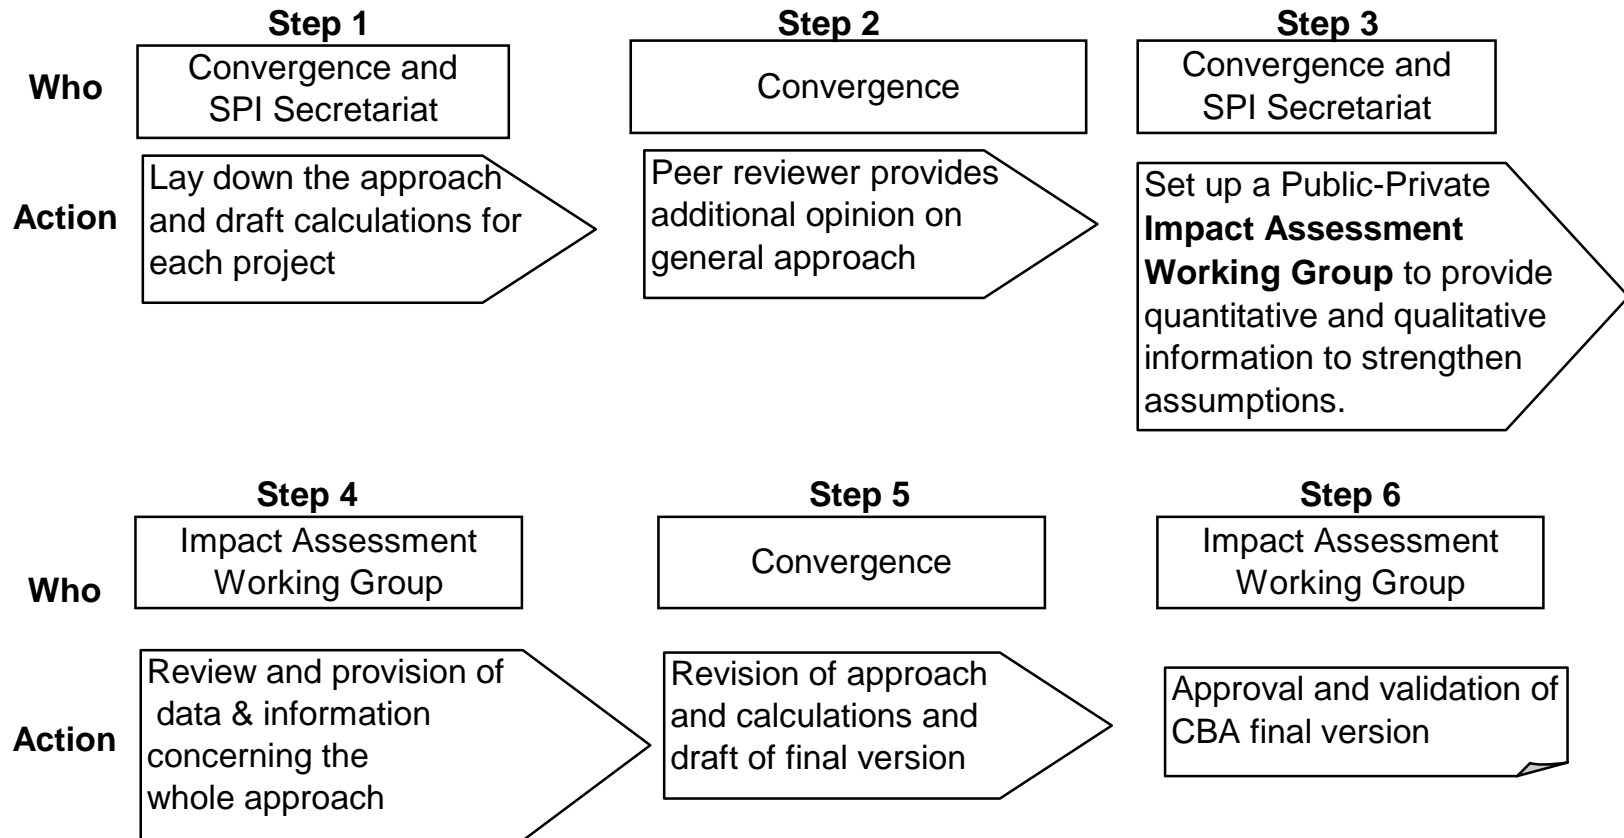 Step 1
Step 2
Step 3
Who
Convergence and
SPI Secretariat
Convergence
Convergence and
SPI Secretariat
Action
Lay down the approach
and draft calculations for
each project
Peer reviewer provides
additional opinion on
general approach
Set up a Public-Private
Impact Assessment
Working Group to provide
quantitative and qualitative
information to strengthen
assumptions.
Step 4
Step 5
Step 6
Who
Impact Assessment
Working Group
Convergence
Impact Assessment
Working Group
Action
Review and provision of
data & information
concerning the
whole approach
Revision of approach
and calculations and
draft of final version
Approval and validation of
CBA final version